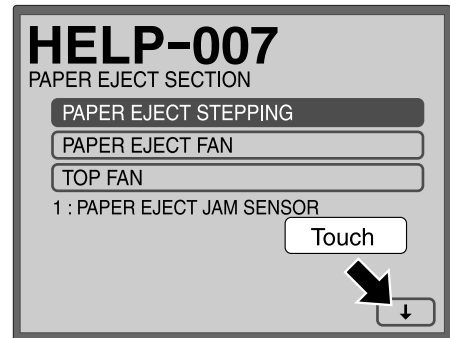 HELP-007
PAPER EJECT SECTION
PAPER EJECT STEPPING
PAPER EJECT FAN
TOP FAN
1 : PAPER EJECT JAM SENSOR
Touch
↓